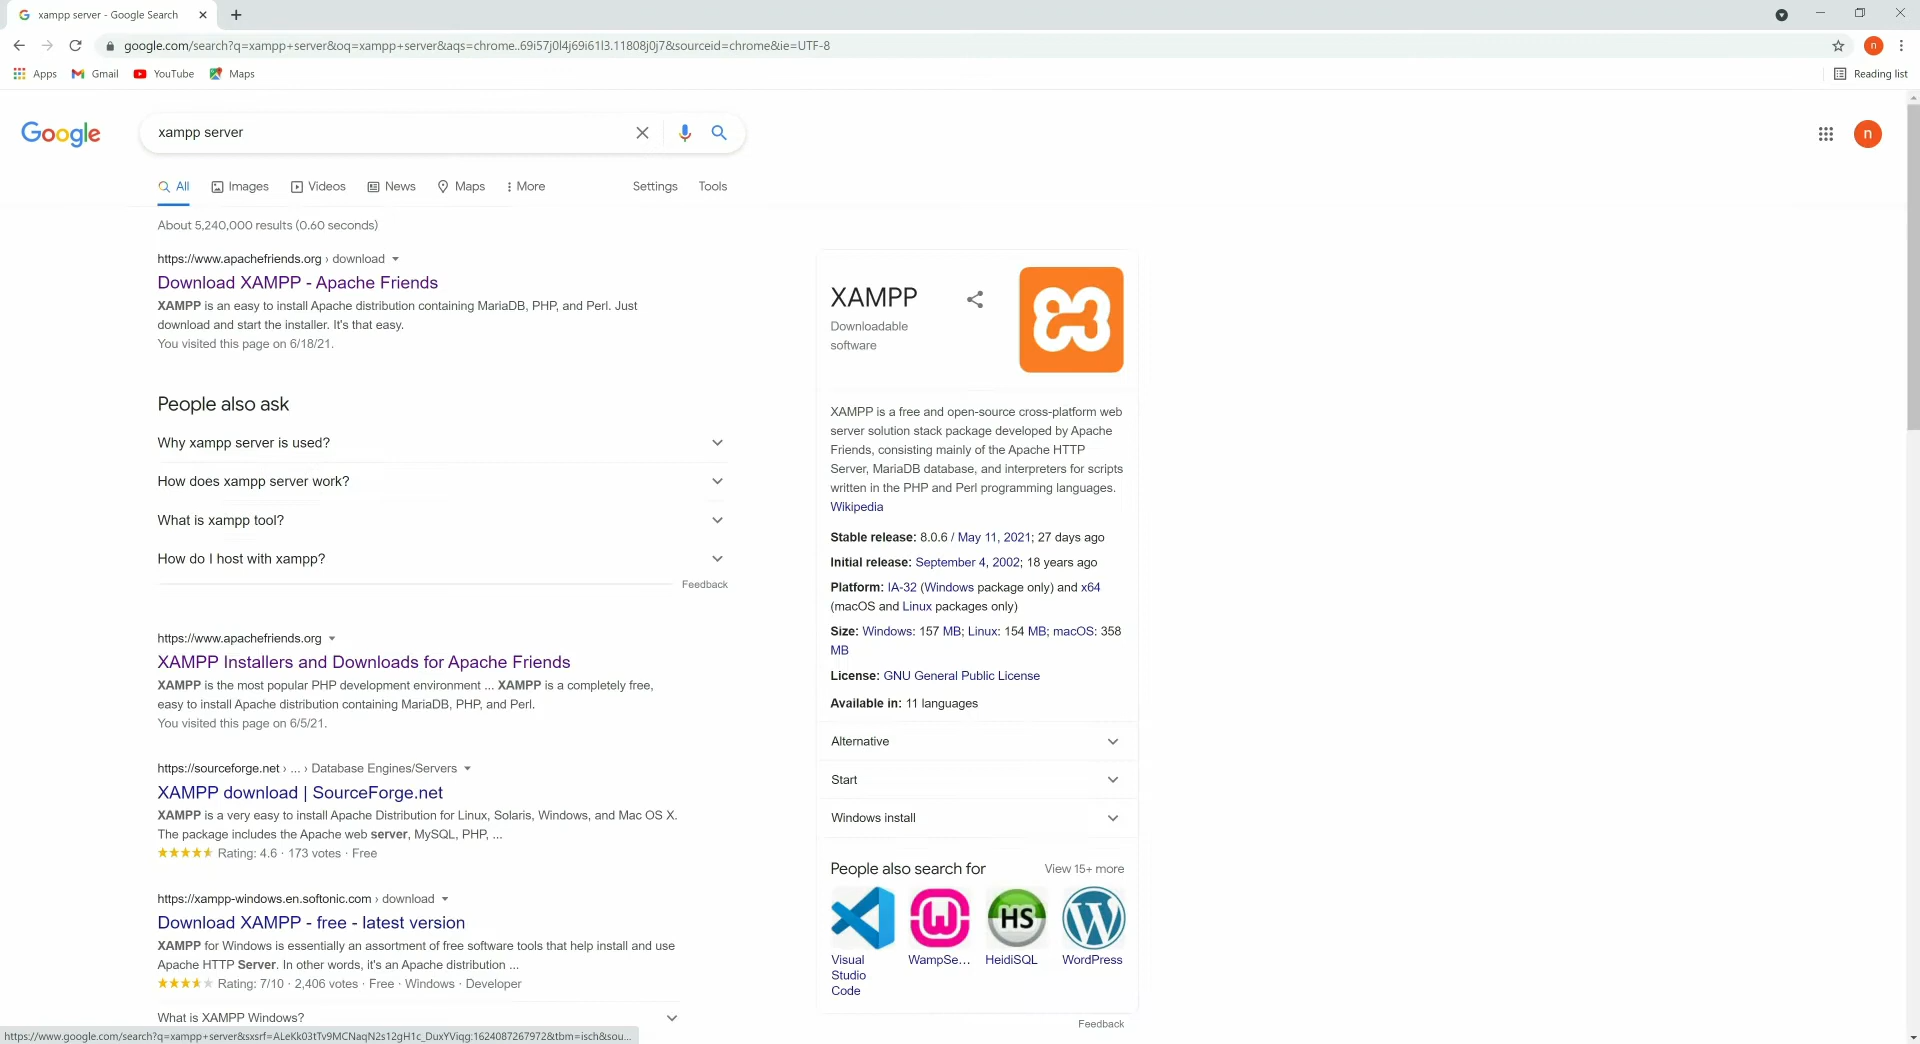 xampp server - Google Search
google.com/search?q=xampp+server&oq=xampp+server&aqs=chrome..69i57j0l4j69i61l3.11808j0j7&sourceid=chrome&ie=UTF-8
n
Apps
Gmail
YouTube
Maps
Reading list
Google
xampp server
n
All
Images
Videos
News
Maps
More
Settings
Tools
About 5,240,000 results (0.60 seconds)
https://www.apachefriends.org › download
Download XAMPP - Apache Friends
XAMPP is an easy to install Apache distribution containing MariaDB, PHP, and Perl. Just
download and start the installer. It's that easy.
You visited this page on 6/18/21.
People also ask
Why xampp server is used?
How does xampp server work?
What is xampp tool?
How do I host with xampp?
Feedback
https://www.apachefriends.org
XAMPP Installers and Downloads for Apache Friends
XAMPP is the most popular PHP development environment ... XAMPP is a completely free,
easy to install Apache distribution containing MariaDB, PHP, and Perl.
You visited this page on 6/5/21.
https://sourceforge.net › ... › Database Engines/Servers
XAMPP download | SourceForge.net
XAMPP is a very easy to install Apache Distribution for Linux, Solaris, Windows, and Mac OS X.
The package includes the Apache web server, MySQL, PHP, ...
Rating: 4.6 · 173 votes · Free
https://xampp-windows.en.softonic.com › download
Download XAMPP - free - latest version
XAMPP for Windows is essentially an assortment of free software tools that help install and use
Apache HTTP Server. In other words, it's an Apache distribution ...
Rating: 7/10 · 2,406 votes · Free · Windows · Developer
What is XAMPP Windows?
XAMPP
Downloadable
software
XAMPP is a free and open-source cross-platform web
server solution stack package developed by Apache
Friends, consisting mainly of the Apache HTTP
Server, MariaDB database, and interpreters for scripts
written in the PHP and Perl programming languages.
Wikipedia
Stable release: 8.0.6 / May 11, 2021; 27 days ago
Initial release: September 4, 2002; 18 years ago
Platform: IA-32 (Windows package only) and x64
(macOS and Linux packages only)
Size: Windows: 157 MB; Linux: 154 MB; macOS: 358
MB
License: GNU General Public License
Available in: 11 languages
Alternative
Start
Windows install
People also search for
View 15+ more
HS
Visual
Studio
Code
WampSe...
HeidiSQL
WordPress
Feedback
https://www.google.com/search?q=xampp+server&sxsrf=ALeKk03tTv9MCNaqN2s12gH1c_DuxYViqg:1624087267972&tbm=isch&sou...